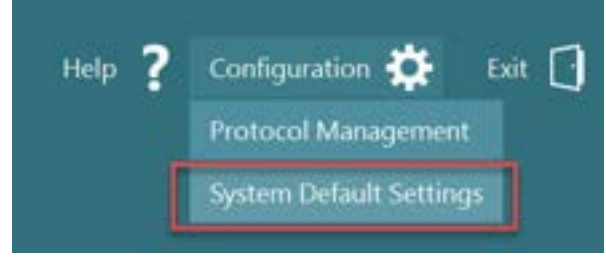 Help ? Configuration Exit
Protocol Management
System Default Settings